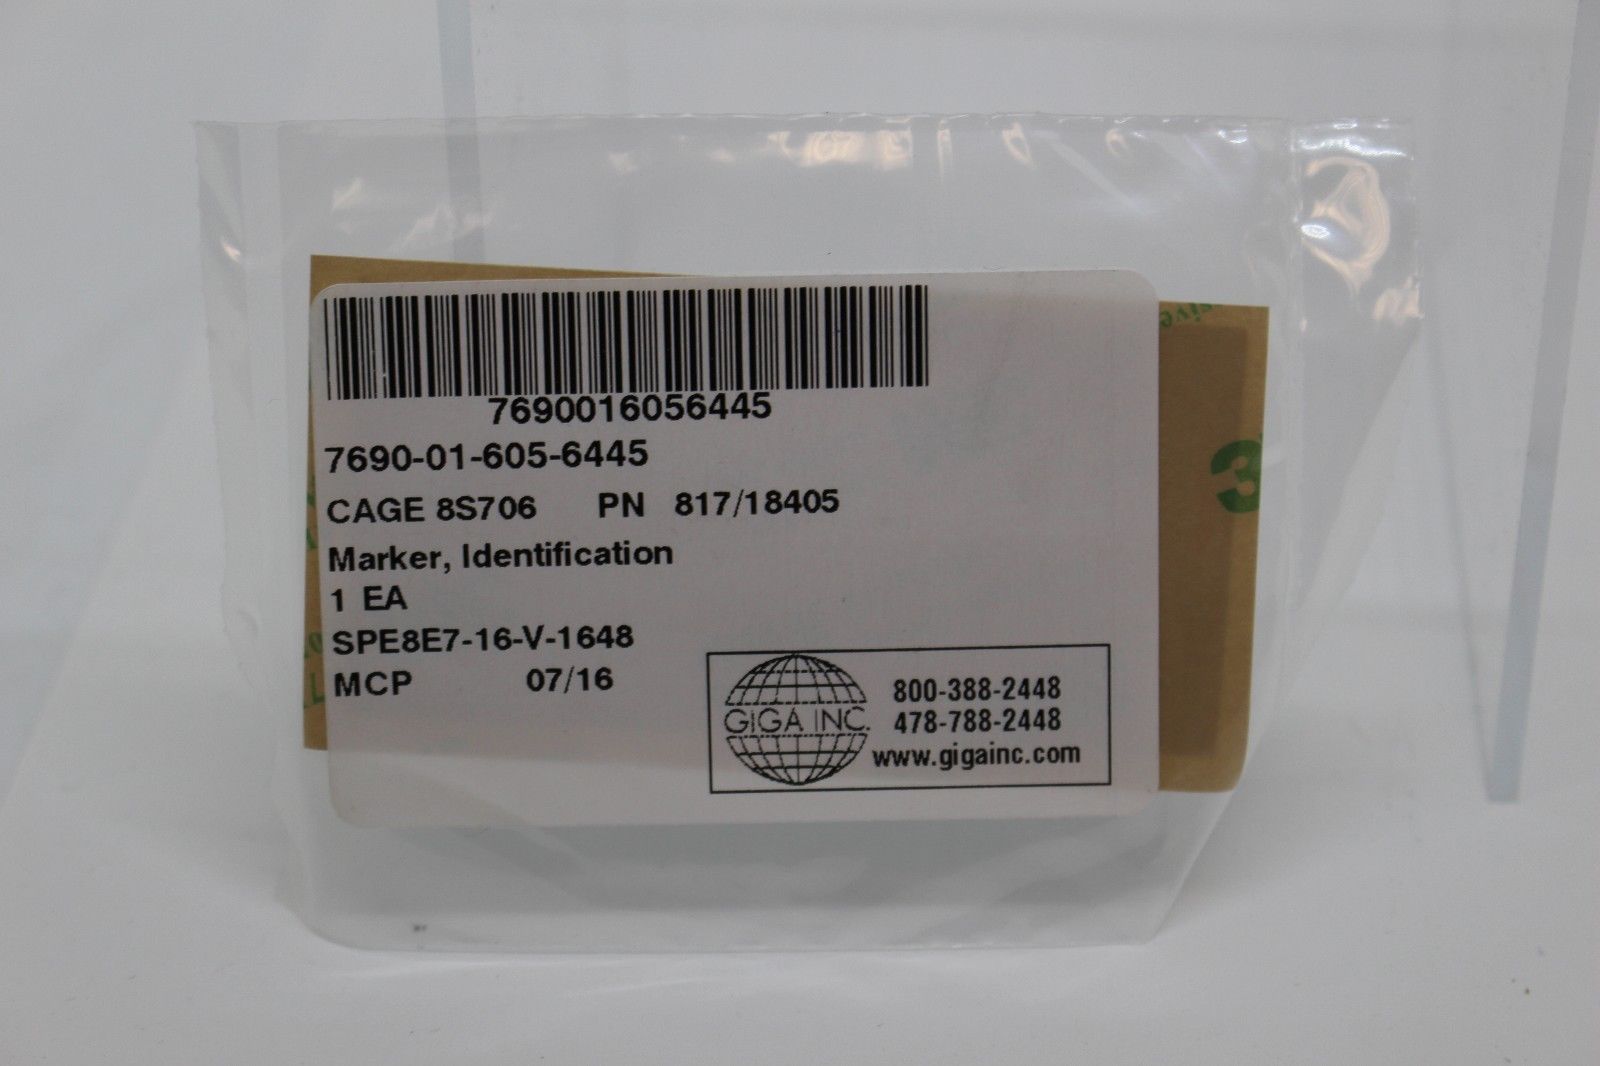 7690016056445
7690-01-605-6445
CAGE 8S706 PN 817/18405
Marker, Identification
1 EA
SPE8E7-16-V-1648
MCP 07/16
GIGA INC.
800-388-2448
478-788-2448
www.gigainc.com
3